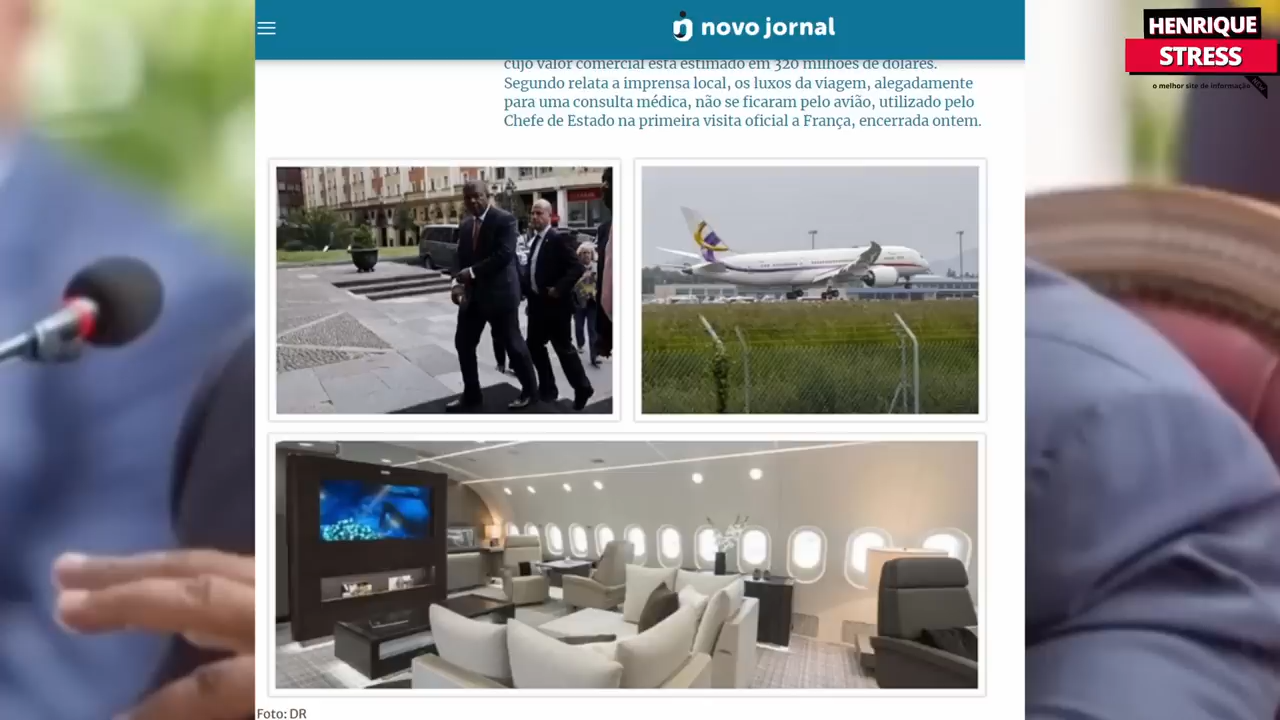 novo jornal
HENRIQUE
STRESS
o melhor site de informação
cujo valor comercial está estimado em 320 milhões de dólares.
Segundo relata a imprensa local, os luxos da viagem, alegadamente
para uma consulta médica, não se ficaram pelo avião, utilizado pelo
Chefe de Estado na primeira visita oficial a França, encerrada ontem.
Foto: DR